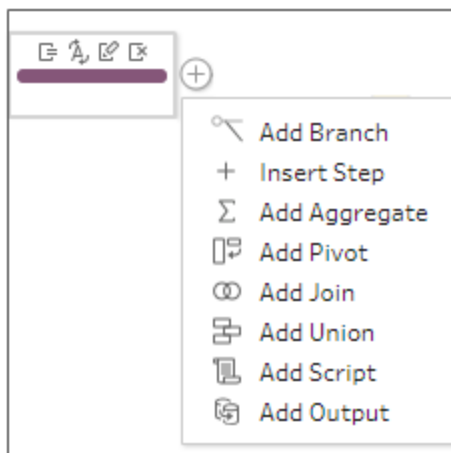 Add Branch
Insert Step
Add Aggregate
Add Pivot
Add Join
Add Union
Add Script
Add Output